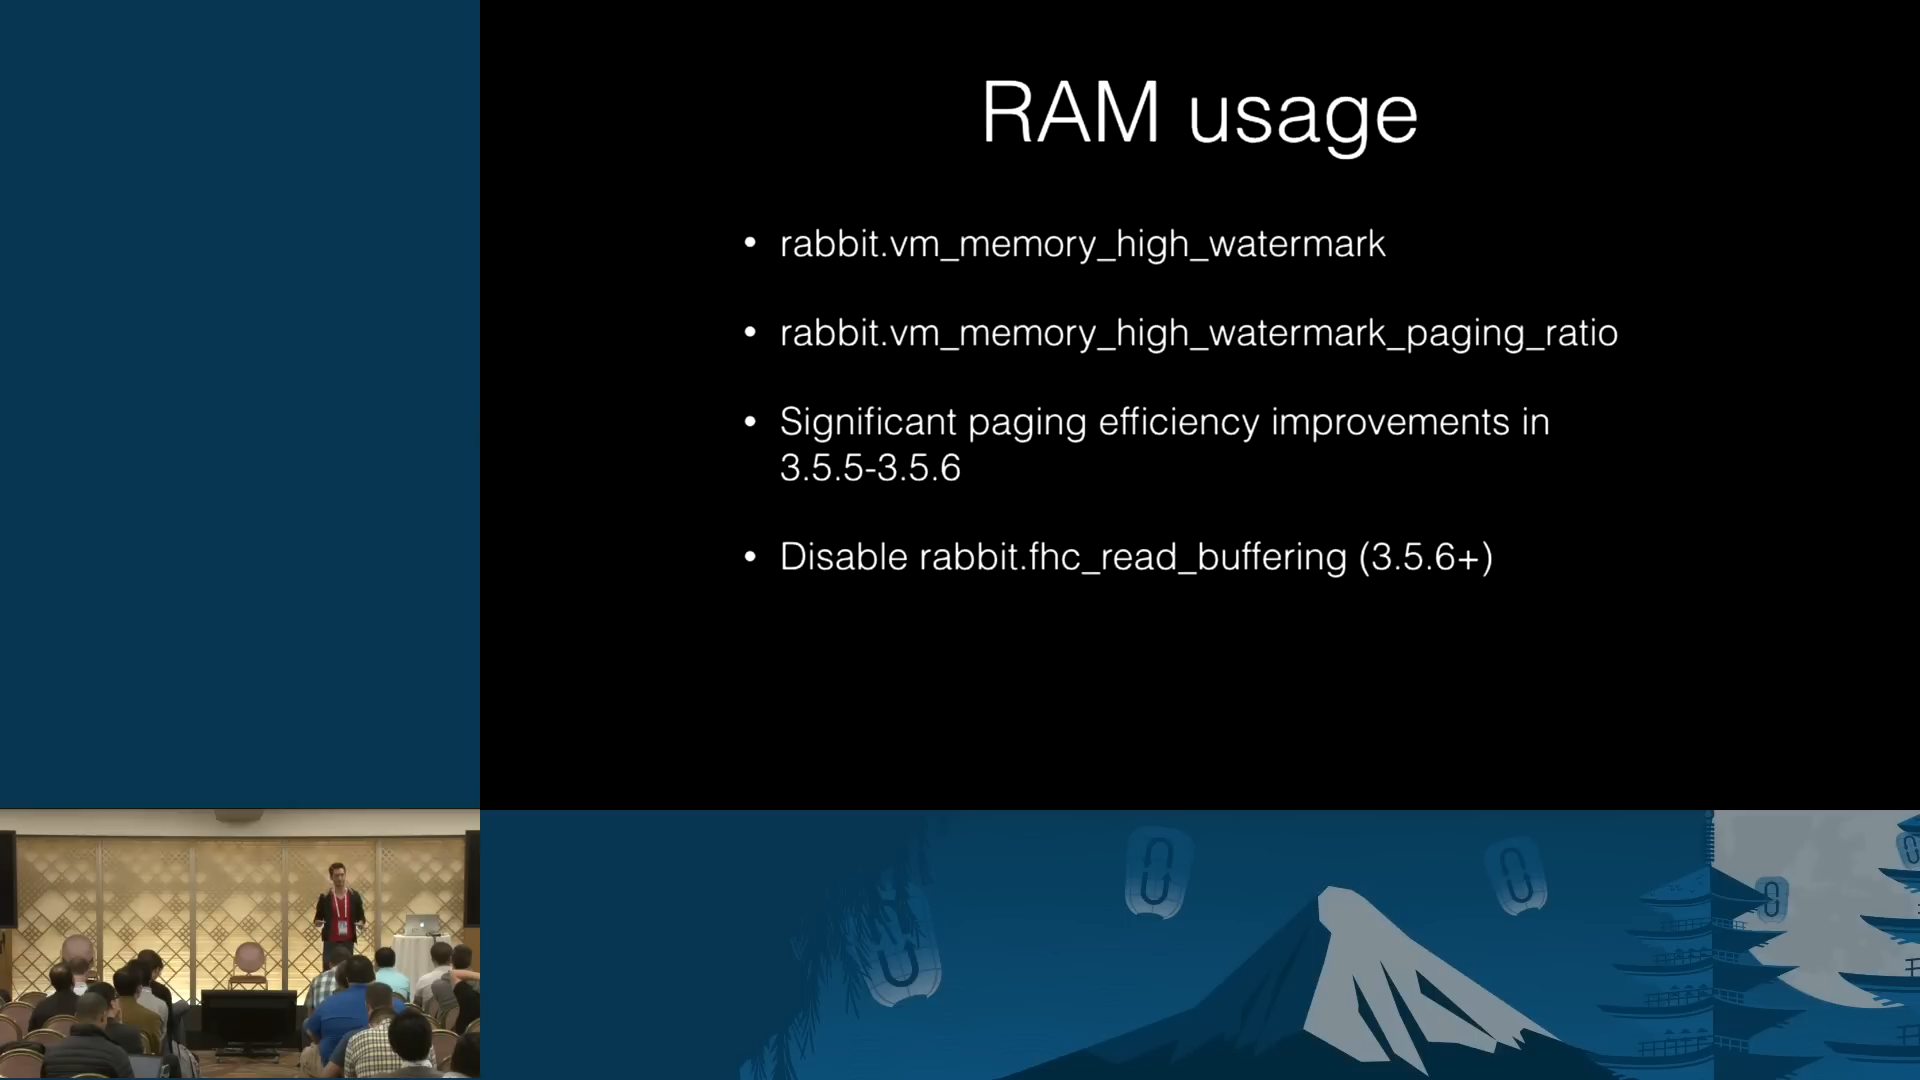 RAM usage
• rabbit.vm_memory_high_watermark
• rabbit.vm_memory_high_watermark_paging_ratio
• Significant paging efficiency improvements in
3.5.5-3.5.6
• Disable rabbit.fhc_read_buffering (3.5.6+)